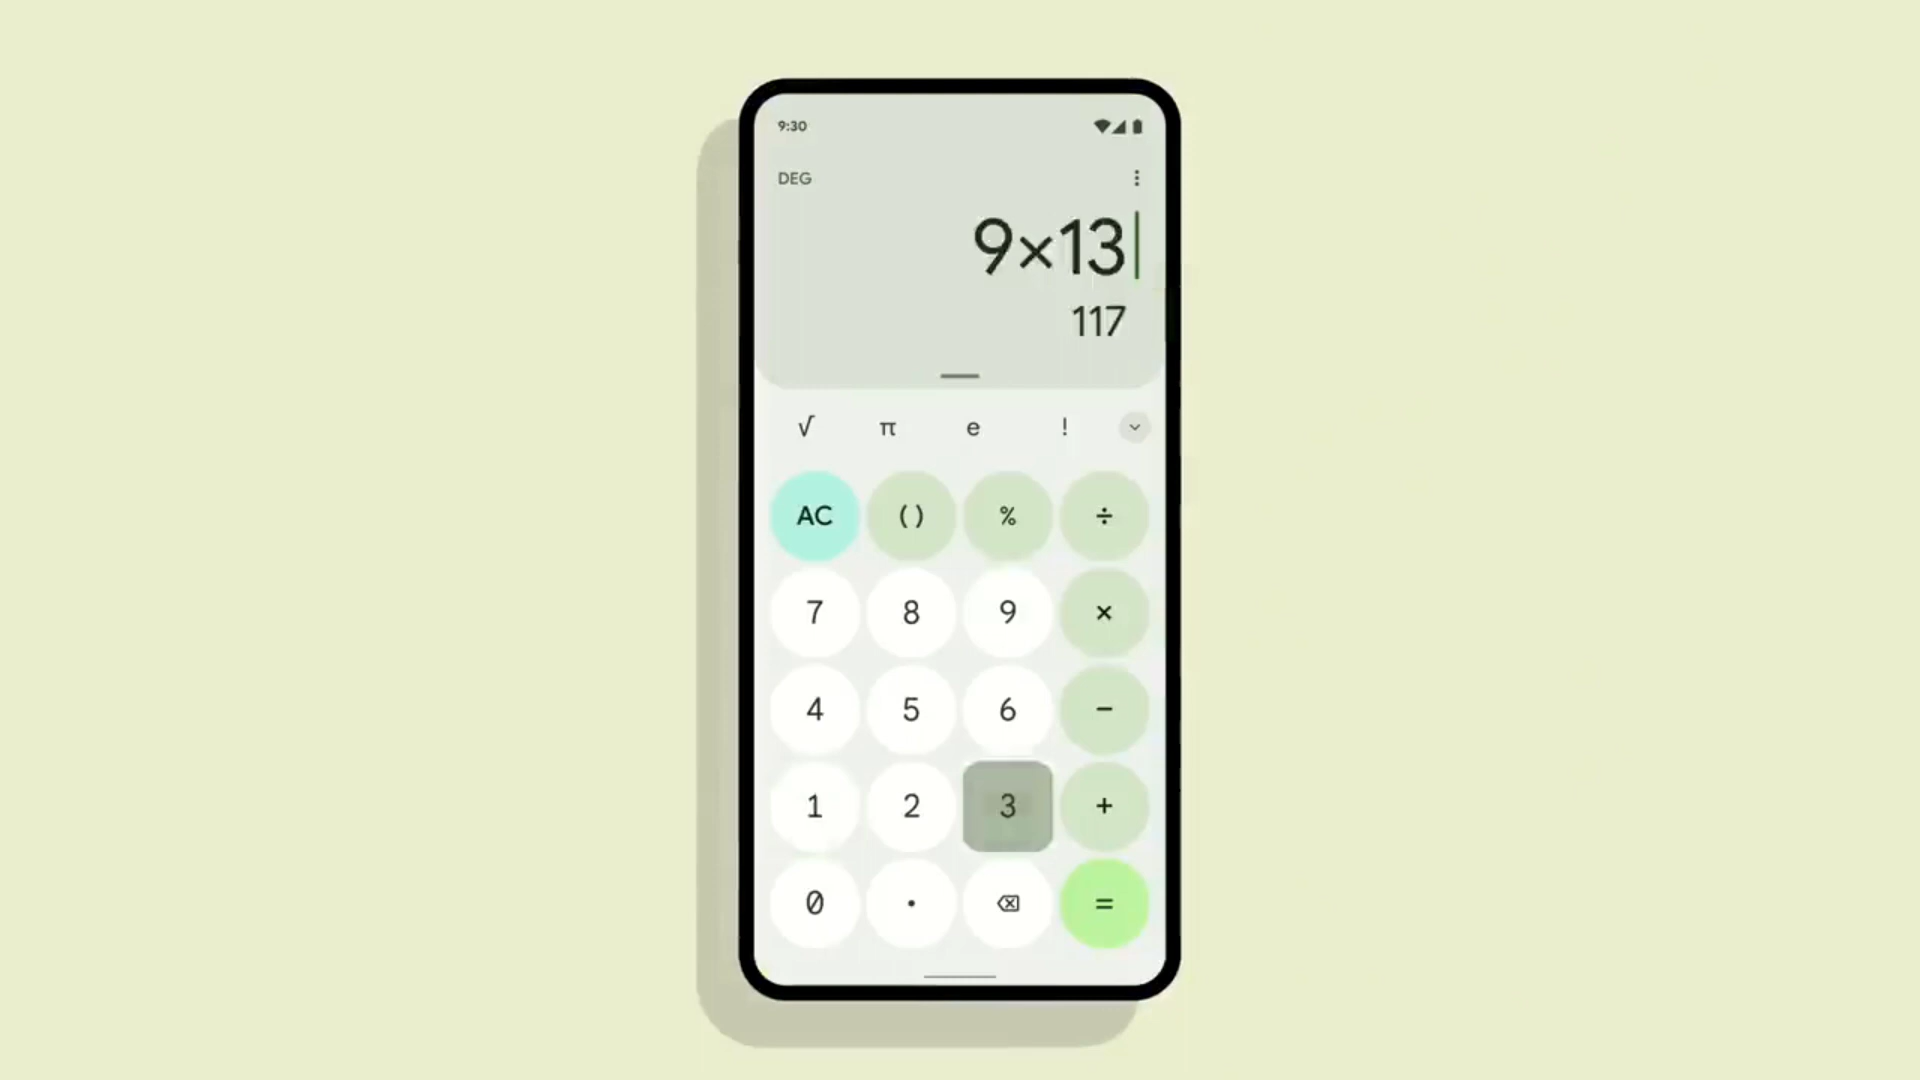 9:30
DEG
9×13
117
√ π e !
AC () % ÷
7 8 9 ×
4 5 6 −
1 2 3 +
0 . =